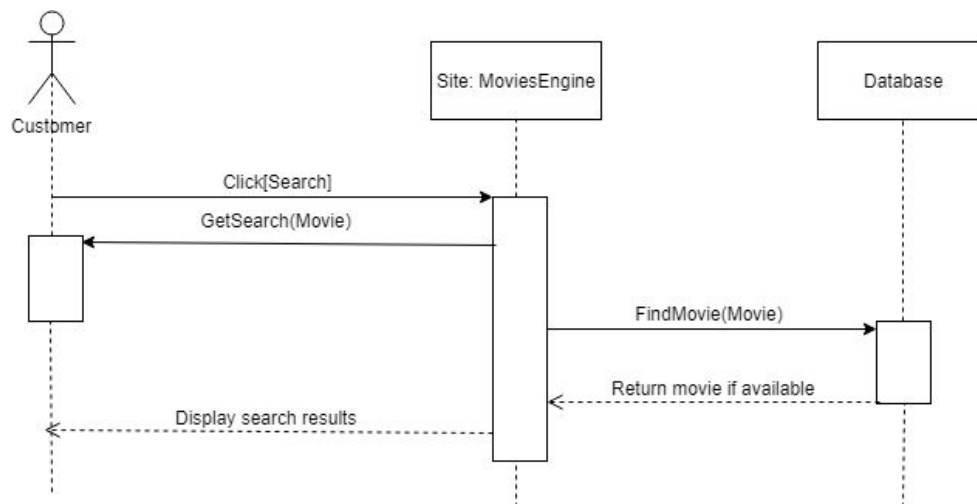 Customer
Site: MoviesEngine
Database
Click[Search]
GetSearch(Movie)
FindMovie(Movie)
Return movie if available
Display search results